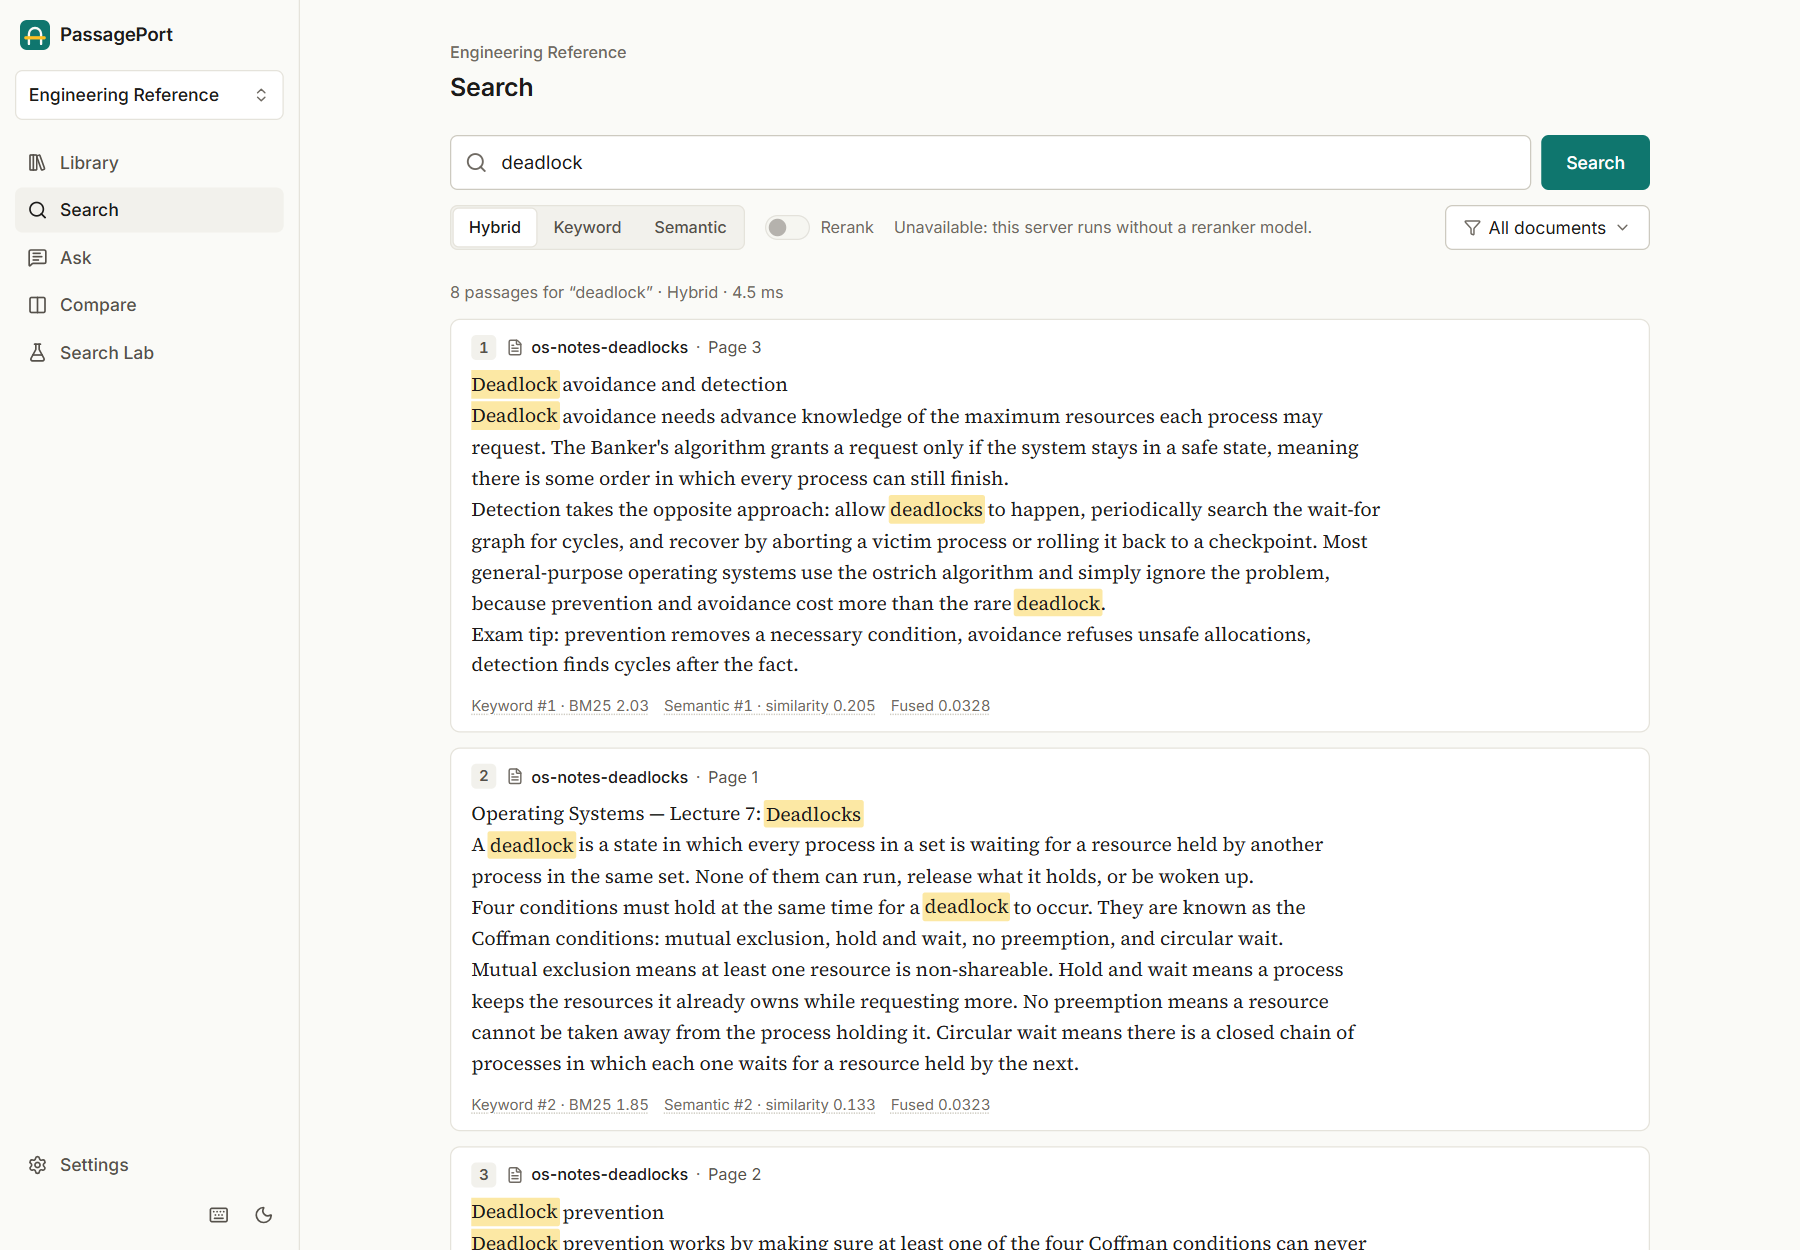 PassagePort
Engineering Reference
Library
Search
Ask
Compare
Search Lab
Settings
Engineering Reference
Search
deadlock
Search
Hybrid Keyword Semantic Rerank Unavailable: this server runs without a reranker model. All documents
8 passages for “deadlock” · Hybrid · 4.5 ms
1 os-notes-deadlocks · Page 3
Deadlock avoidance and detection
Deadlock avoidance needs advance knowledge of the maximum resources each process may
request. The Banker's algorithm grants a request only if the system stays in a safe state, meaning
there is some order in which every process can still finish.
Detection takes the opposite approach: allow deadlocks to happen, periodically search the wait-for
graph for cycles, and recover by aborting a victim process or rolling it back to a checkpoint. Most
general-purpose operating systems use the ostrich algorithm and simply ignore the problem,
because prevention and avoidance cost more than the rare deadlock.
Exam tip: prevention removes a necessary condition, avoidance refuses unsafe allocations,
detection finds cycles after the fact.
Keyword #1 · BM25 2.03 Semantic #1 · similarity 0.205 Fused 0.0328
2 os-notes-deadlocks · Page 1
Operating Systems — Lecture 7: Deadlocks
A deadlock is a state in which every process in a set is waiting for a resource held by another
process in the same set. None of them can run, release what it holds, or be woken up.
Four conditions must hold at the same time for a deadlock to occur. They are known as the
Coffman conditions: mutual exclusion, hold and wait, no preemption, and circular wait.
Mutual exclusion means at least one resource is non-shareable. Hold and wait means a process
keeps the resources it already owns while requesting more. No preemption means a resource
cannot be taken away from the process holding it. Circular wait means there is a closed chain of
processes in which each one waits for a resource held by the next.
Keyword #2 · BM25 1.85 Semantic #2 · similarity 0.133 Fused 0.0323
3 os-notes-deadlocks · Page 2
Deadlock prevention
Deadlock prevention works by making sure at least one of the four Coffman conditions can never